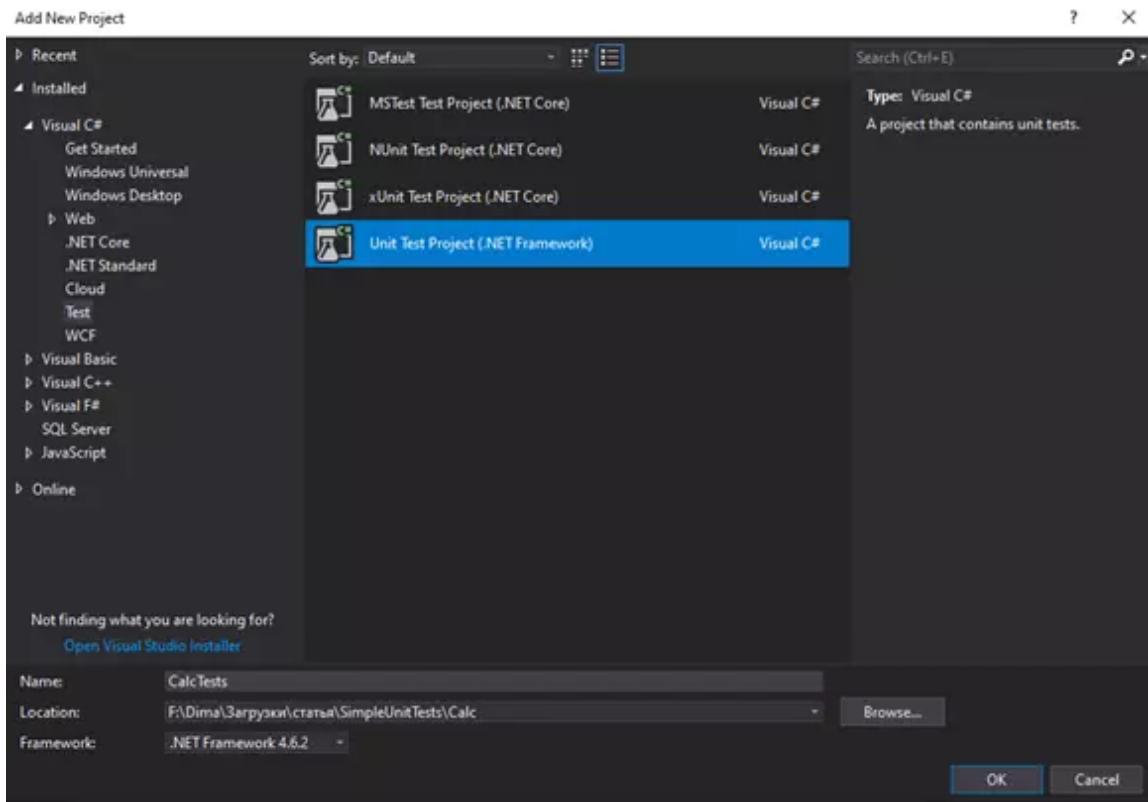 Add New Project
?
Recent
Installed
Visual C#
Get Started
Windows Universal
Windows Desktop
Web
.NET Core
.NET Standard
Cloud
Test
WCF
Visual Basic
Visual C++
Visual F#
SQL Server
JavaScript
Online
Not finding what you are looking for?
Open Visual Studio Installer
Sort by: Default
MSTest Test Project (.NET Core) Visual C#
NUnit Test Project (.NET Core) Visual C#
xUnit Test Project (.NET Core) Visual C#
Unit Test Project (.NET Framework) Visual C#
Search (Ctrl+E)
Type: Visual C#
A project that contains unit tests.
Name: CalcTests
Location: F:\Dima\Загрузки\статья\SimpleUnitTests\Calc Browse...
Framework: .NET Framework 4.6.2
OK Cancel